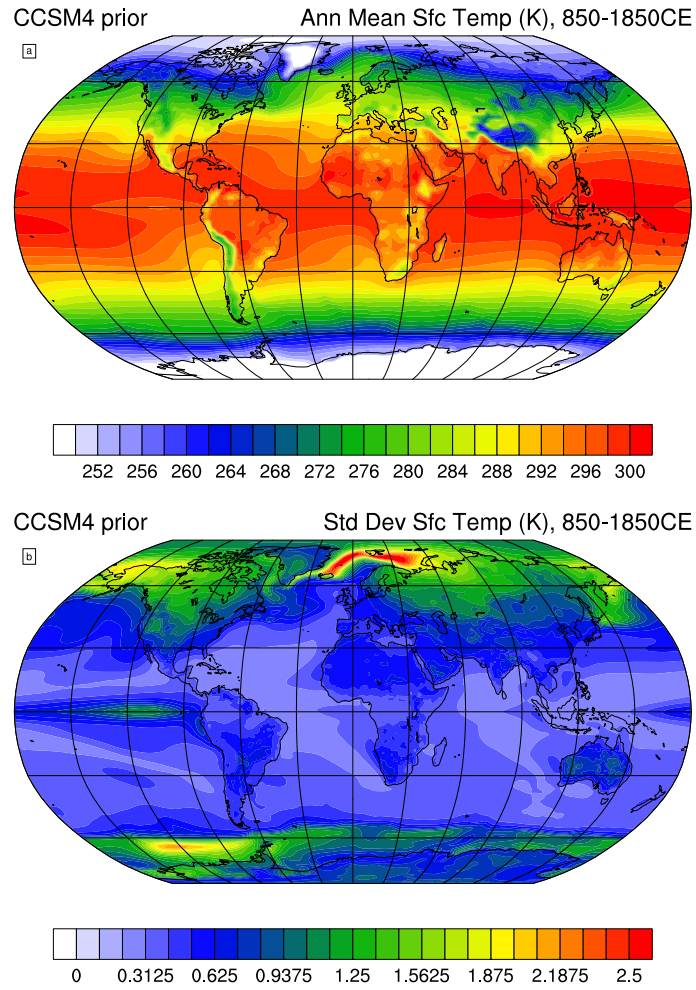 CCSM4 prior Ann Mean Sfc Temp (K), 850-1850CE
a
252 256 260 264 268 272 276 280 284 288 292 296 300
CCSM4 prior Std Dev Sfc Temp (K), 850-1850CE
b
0 0.3125 0.625 0.9375 1.25 1.5625 1.875 2.1875 2.5